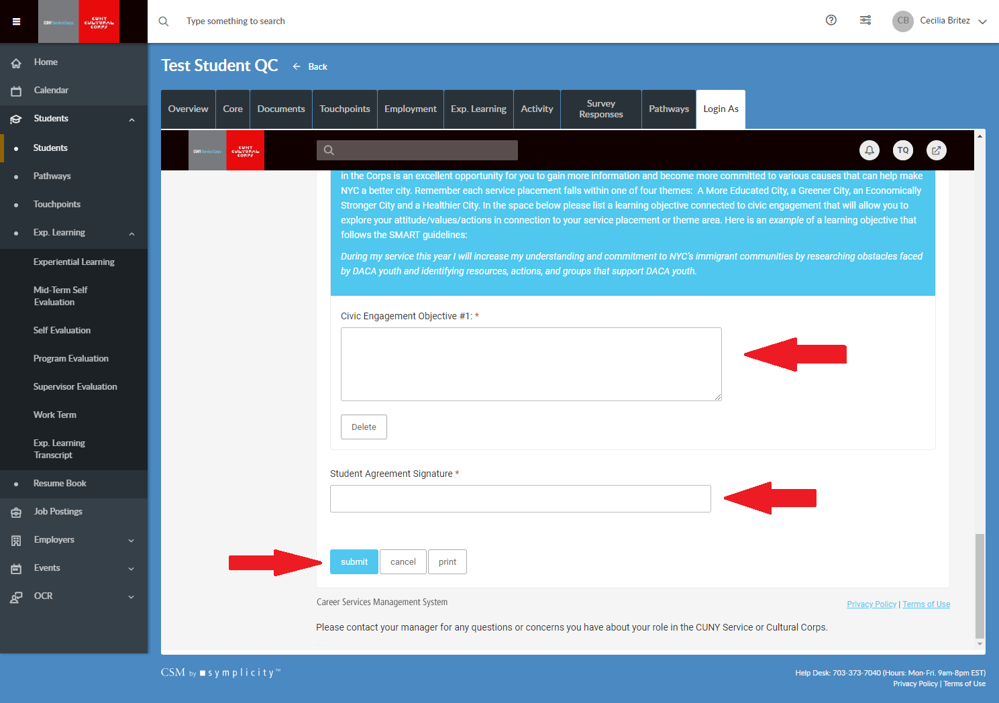 CUNY Service Corps
CUNY
CULTURAL
CORPS
Type something to search
CB
Cecilia Britez
Home
Calendar
Students
Students
Pathways
Touchpoints
Exp. Learning
Experiential Learning
Mid-Term Self
Evaluation
Self Evaluation
Program Evaluation
Supervisor Evaluation
Work Term
Exp. Learning
Transcript
Resume Book
Job Postings
Employers
Events
OCR
Test Student QC
Back
Overview
Core
Documents
Touchpoints
Employment
Exp. Learning
Activity
Survey
Responses
Pathways
Login As
CUNY Service Corps
CUNY
CULTURAL
CORPS
TQ
in the Corps is an excellent opportunity for you to gain more information and become more committed to various causes that can help make
NYC a better city. Remember each service placement falls within one of four themes: A More Educated City, a Greener City, an Economically
Stronger City and a Healthier City. In the space below please list a learning objective connected to civic engagement that will allow you to
explore your attitude/values/actions in connection to your service placement or theme area. Here is an example of a learning objective that
follows the SMART guidelines:
During my service this year I will increase my understanding and commitment to NYC's immigrant communities by researching obstacles faced
by DACA youth and identifying resources, actions, and groups that support DACA youth.
Civic Engagement Objective #1: *
Delete
Student Agreement Signature *
submit
cancel
print
Career Services Management System
Privacy Policy | Terms of Use
Please contact your manager for any questions or concerns you have about your role in the CUNY Service or Cultural Corps.
CSM by symplicity™
Help Desk: 703-373-7040 (Hours: Mon-Fri. 9am-8pm EST)
Privacy Policy | Terms of Use